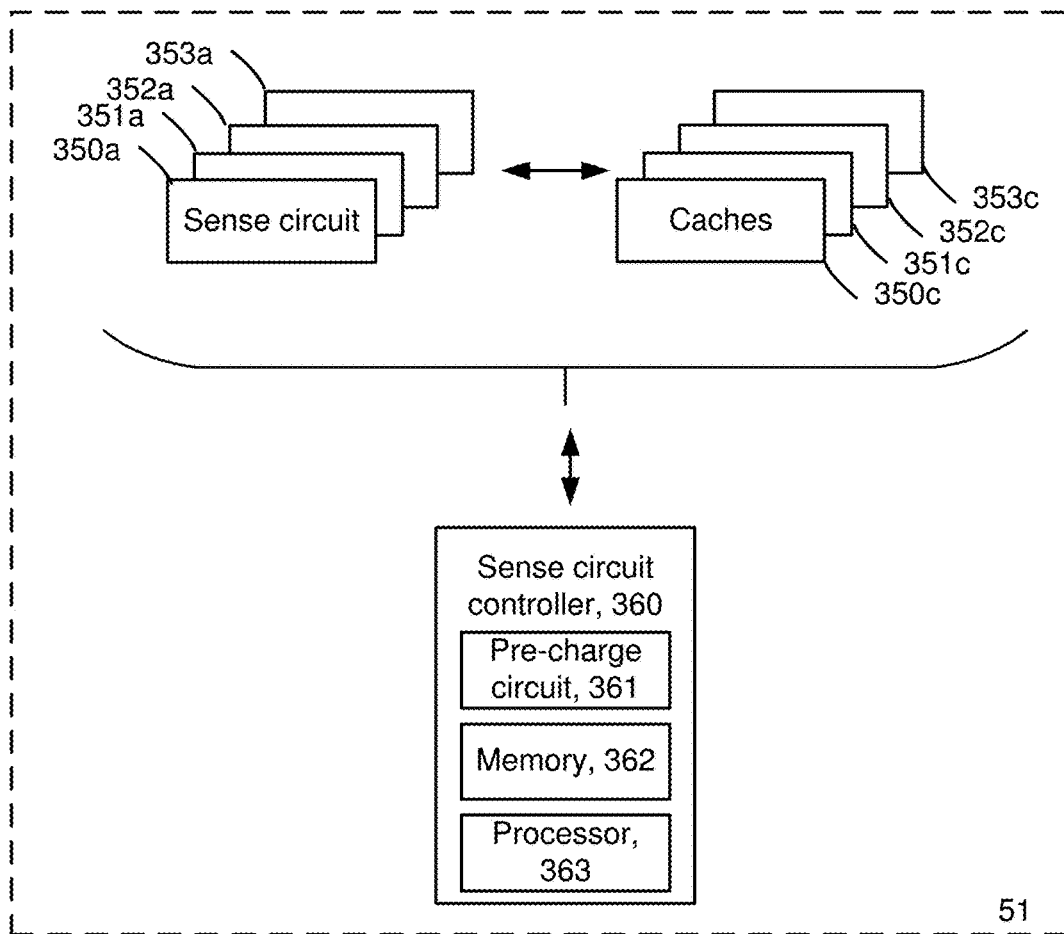 353a
352a
351a
350a
Sense circuit
Caches
353c
352c
351c
350c
Sense circuit
controller, 360
Pre-charge
circuit, 361
Memory, 362
Processor,
363
51